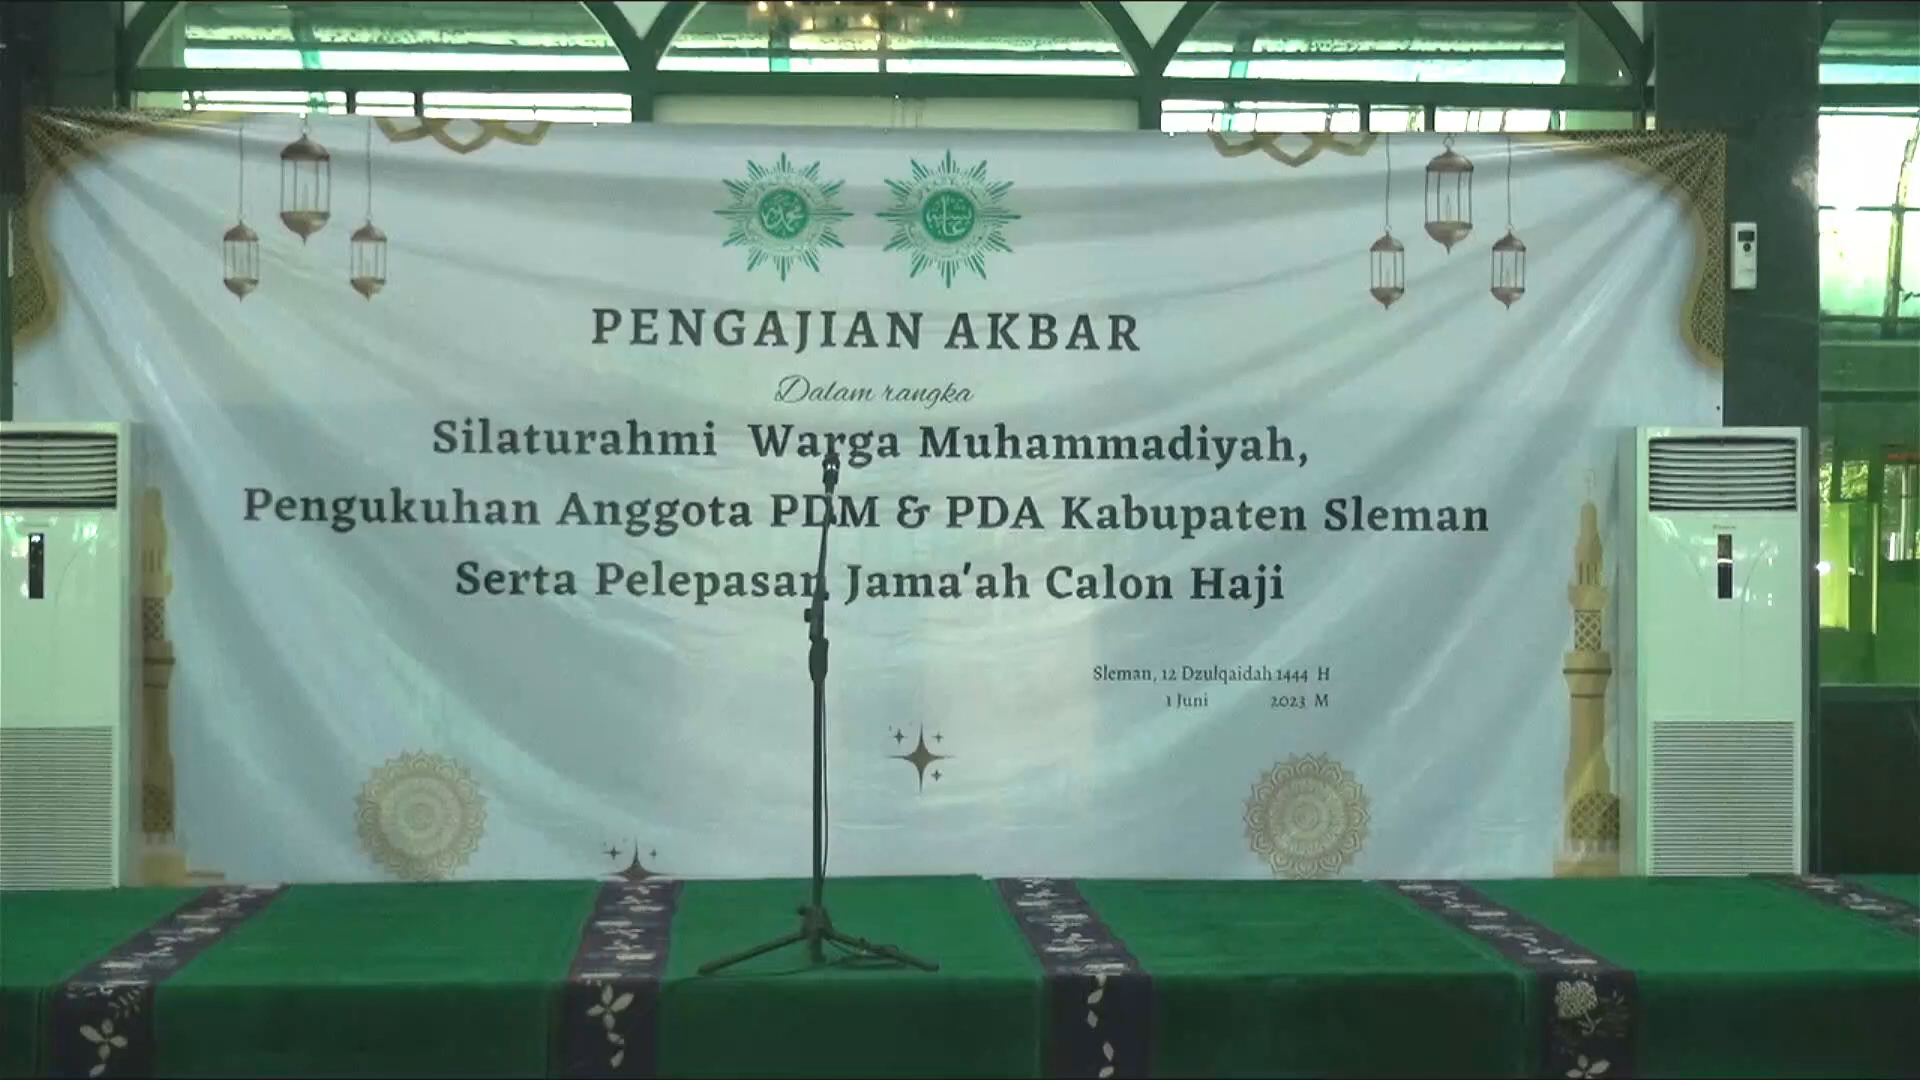 PENGAJIAN AKBAR
Dalam rangka
Silaturahmi Warga Muhammadiyah,
Pengukuhan Anggota PDM & PDA Kabupaten Sleman
Serta Pelepasan Jama'ah Calon Haji
Sleman, 12 Dzulqaidah 1444 H
1 Juni 2023 M